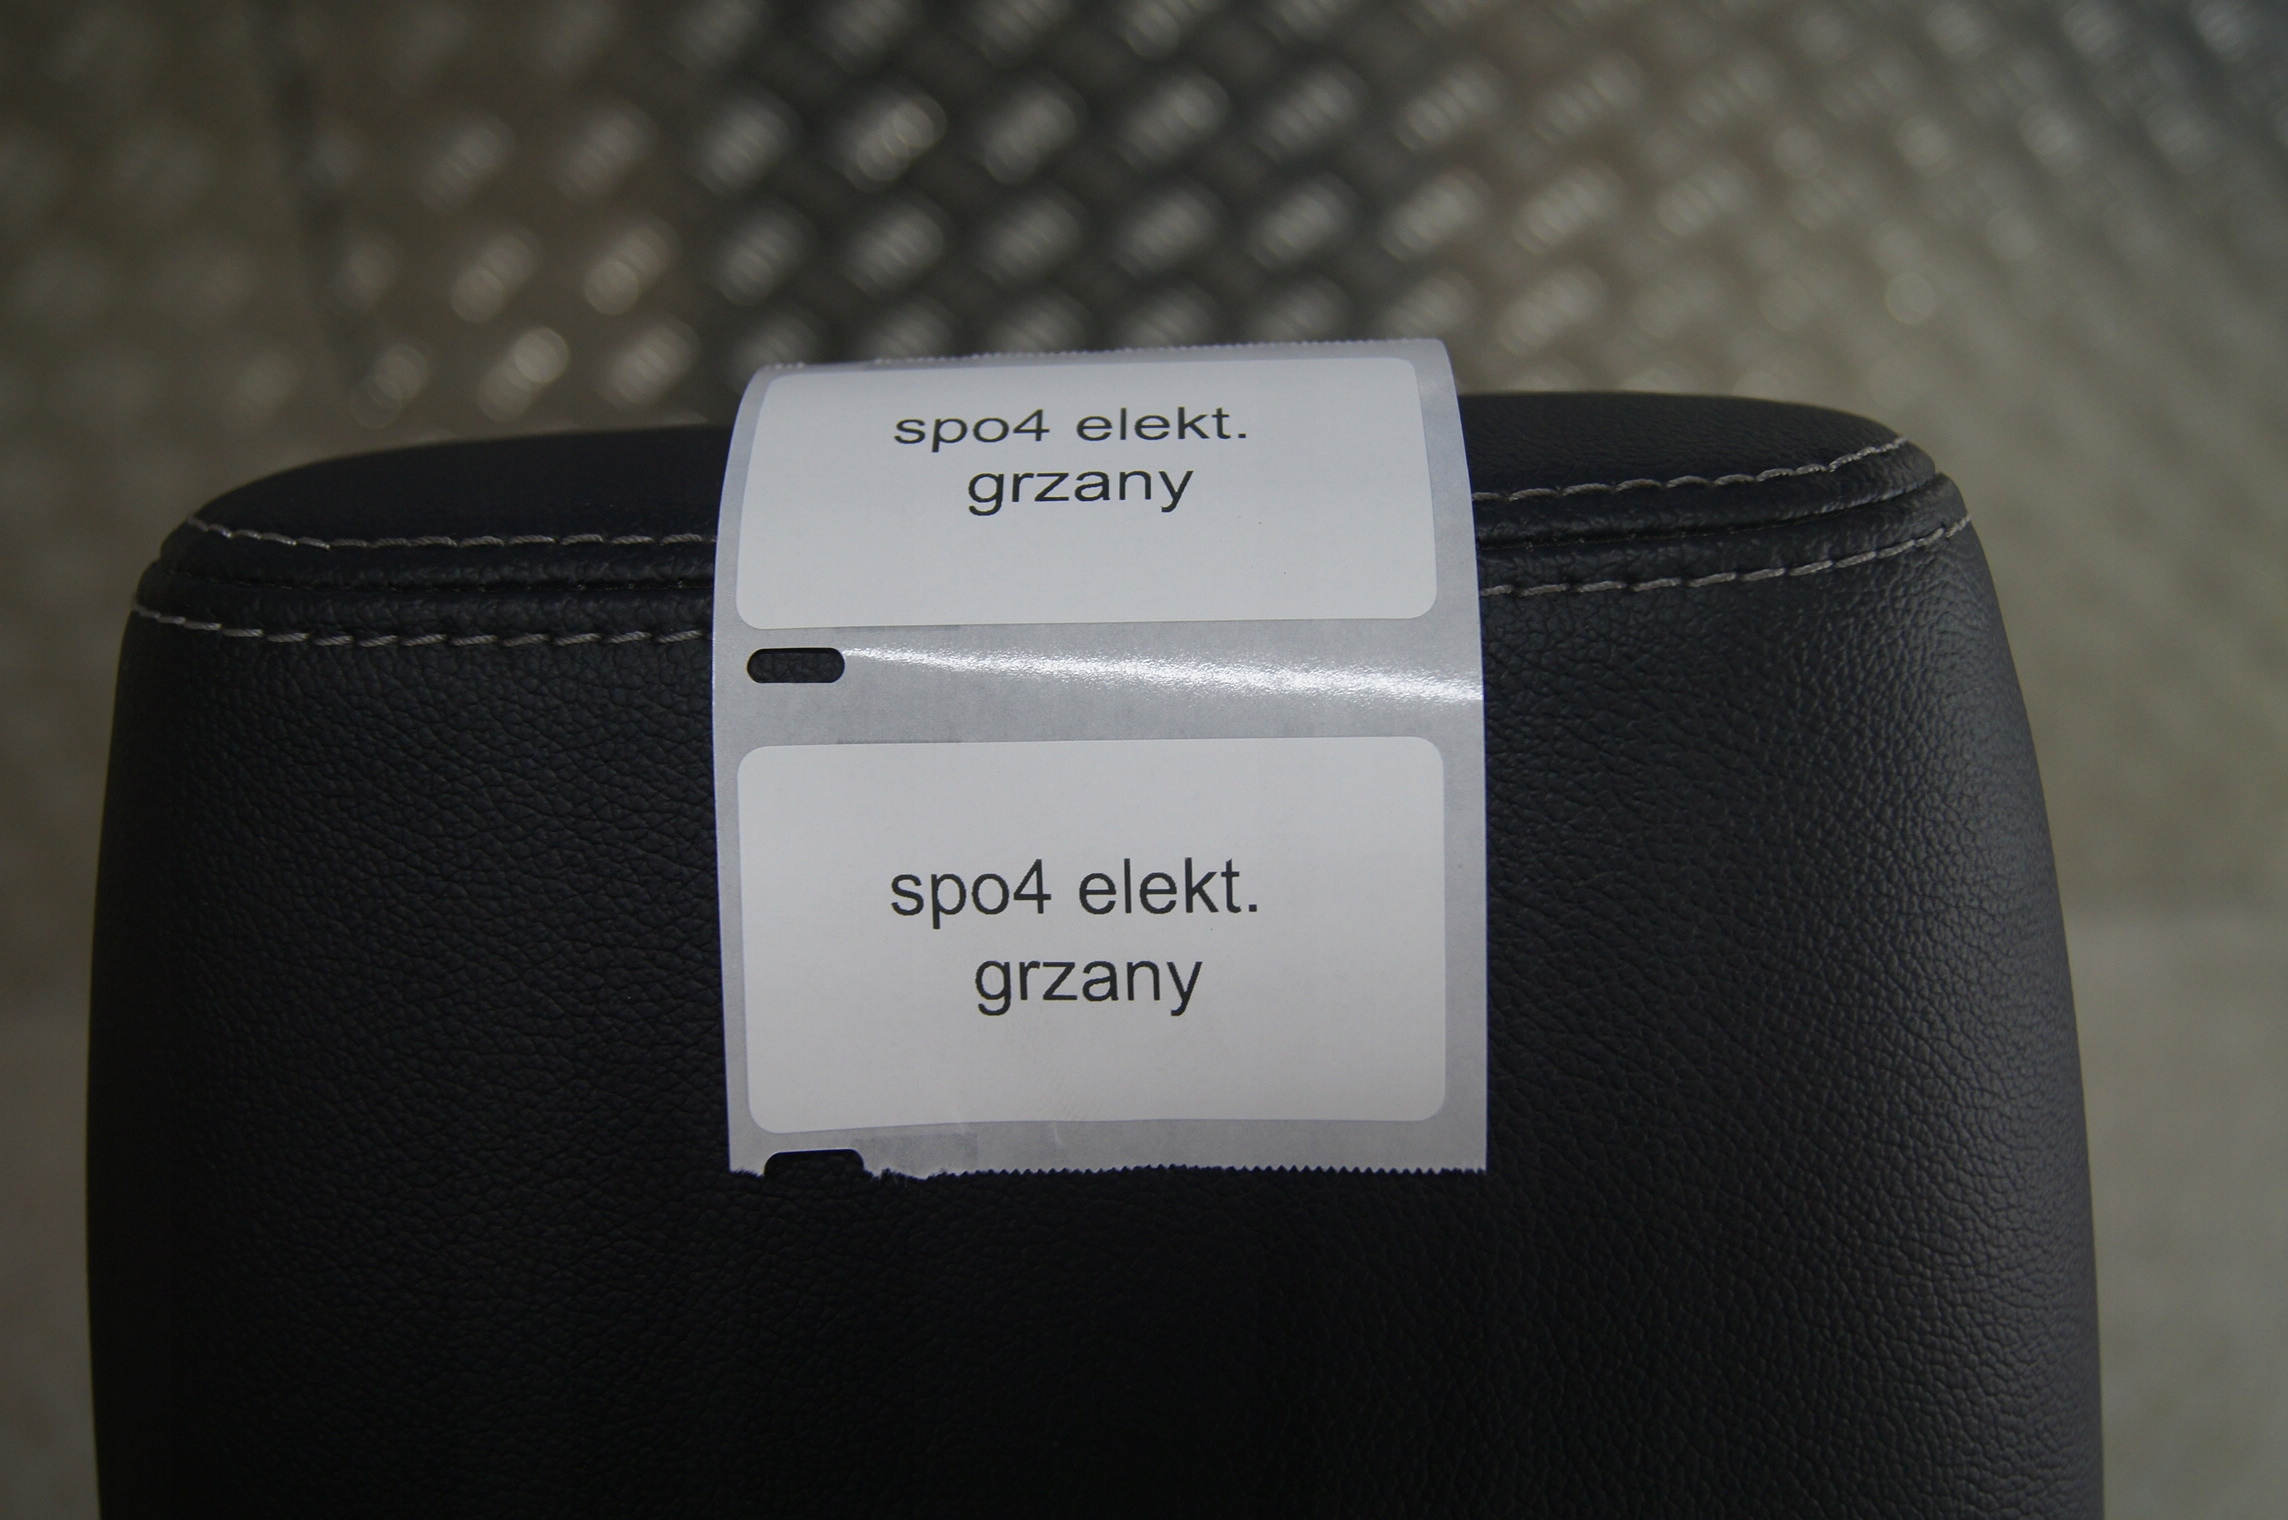 spo4 elekt.
grzany
spo4 elekt.
grzany